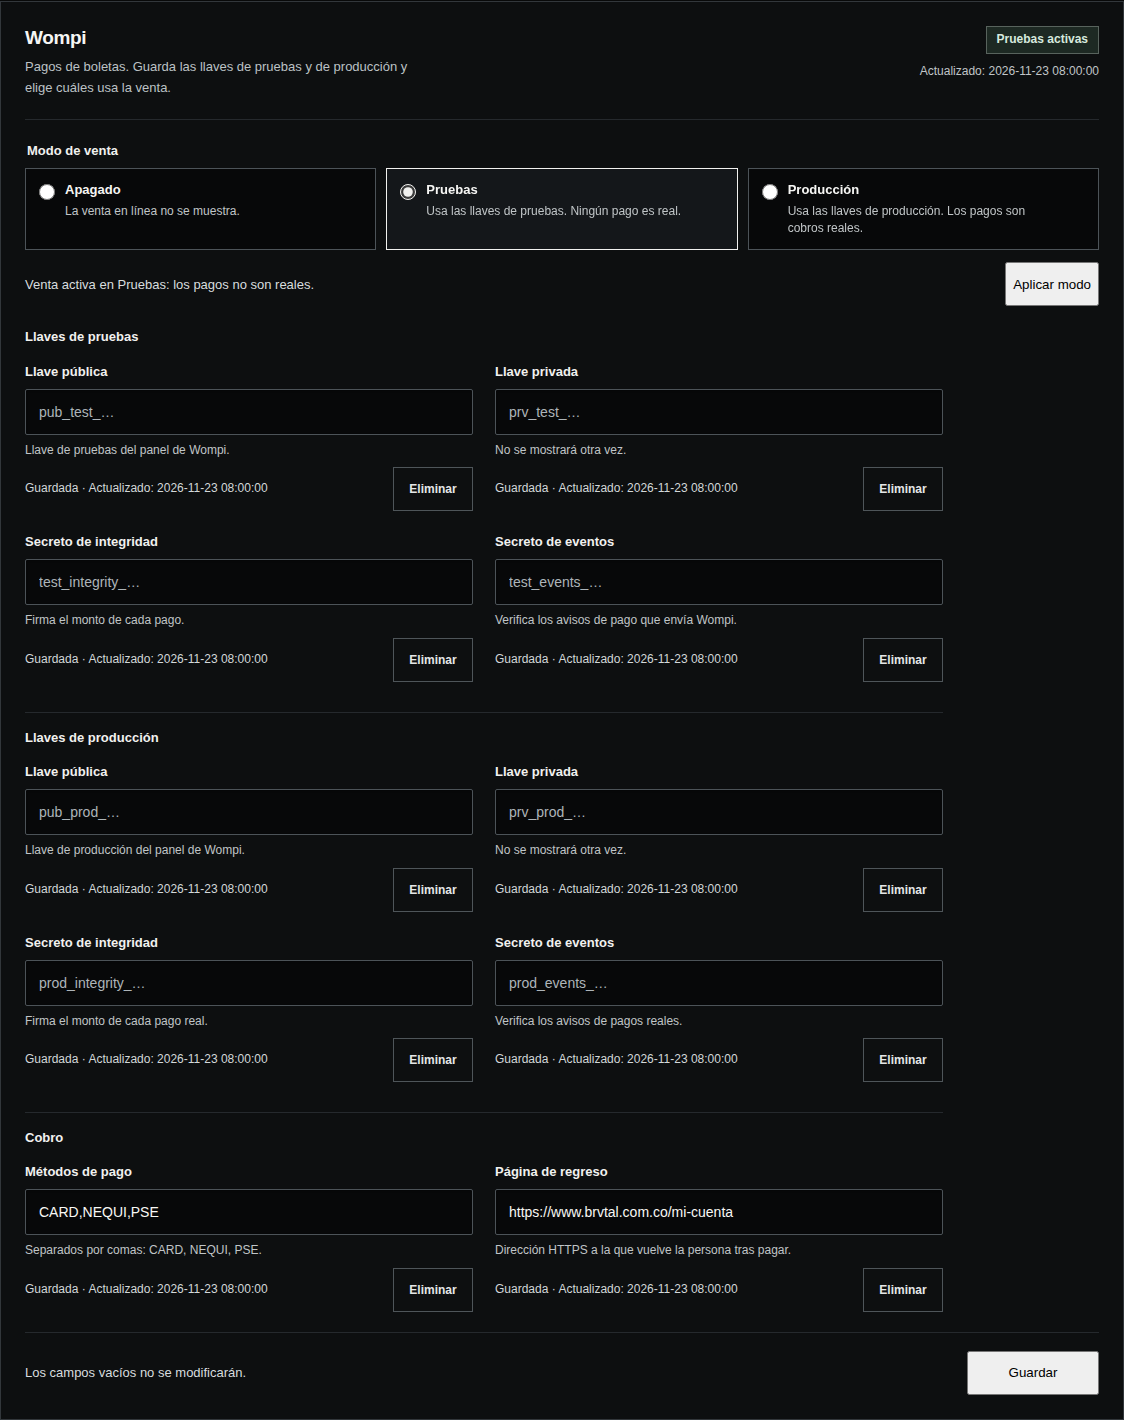 Wompi
Pruebas activas
Pagos de boletas. Guarda las llaves de pruebas y de producción y
elige cuáles usa la venta.
Actualizado: 2026-11-23 08:00:00
Modo de venta
Apagado
La venta en línea no se muestra.
Pruebas
Usa las llaves de pruebas. Ningún pago es real.
Producción
Usa las llaves de producción. Los pagos son
cobros reales.
Venta activa en Pruebas: los pagos no son reales.
Aplicar modo
Llaves de pruebas
Llave pública
pub_test_…
Llave de pruebas del panel de Wompi.
Guardada · Actualizado: 2026-11-23 08:00:00
Eliminar
Llave privada
prv_test_…
No se mostrará otra vez.
Guardada · Actualizado: 2026-11-23 08:00:00
Eliminar
Secreto de integridad
test_integrity_…
Firma el monto de cada pago.
Guardada · Actualizado: 2026-11-23 08:00:00
Eliminar
Secreto de eventos
test_events_…
Verifica los avisos de pago que envía Wompi.
Guardada · Actualizado: 2026-11-23 08:00:00
Eliminar
Llaves de producción
Llave pública
pub_prod_…
Llave de producción del panel de Wompi.
Guardada · Actualizado: 2026-11-23 08:00:00
Eliminar
Llave privada
prv_prod_…
No se mostrará otra vez.
Guardada · Actualizado: 2026-11-23 08:00:00
Eliminar
Secreto de integridad
prod_integrity_…
Firma el monto de cada pago real.
Guardada · Actualizado: 2026-11-23 08:00:00
Eliminar
Secreto de eventos
prod_events_…
Verifica los avisos de pagos reales.
Guardada · Actualizado: 2026-11-23 08:00:00
Eliminar
Cobro
Métodos de pago
CARD,NEQUI,PSE
Separados por comas: CARD, NEQUI, PSE.
Guardada · Actualizado: 2026-11-23 08:00:00
Eliminar
Página de regreso
https://www.brvtal.com.co/mi-cuenta
Dirección HTTPS a la que vuelve la persona tras pagar.
Guardada · Actualizado: 2026-11-23 08:00:00
Eliminar
Los campos vacíos no se modificarán.
Guardar